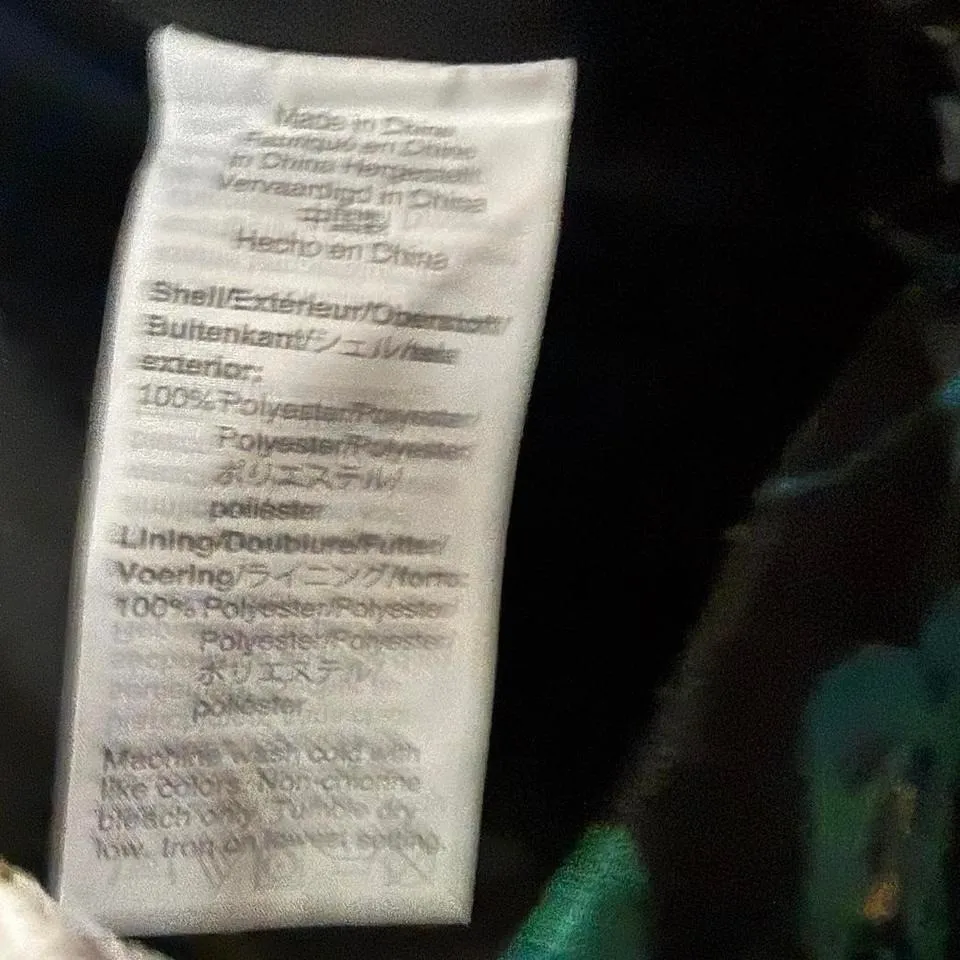 Made in China
Fabriqué en Chine
in China Hergestellt
Vervaardigd in China
中国製
Hecho en China
Shell/Extérieur/Oberstoff/
Buitenkant/シェル/tela
exterior:
100% Polyester/Polyester/
Polyester/Polyester
ポリエステル/
poliéster
Lining/Doublure/Futter/
Voering/ライニング/forro:
100% Polyester/Polyester
Polyester/Polyester
ポリエステル
poliéster
Machine wash cold with
like colors. Non-chlorine
bleach only. Tumble dry
low. Iron on lowest setting.